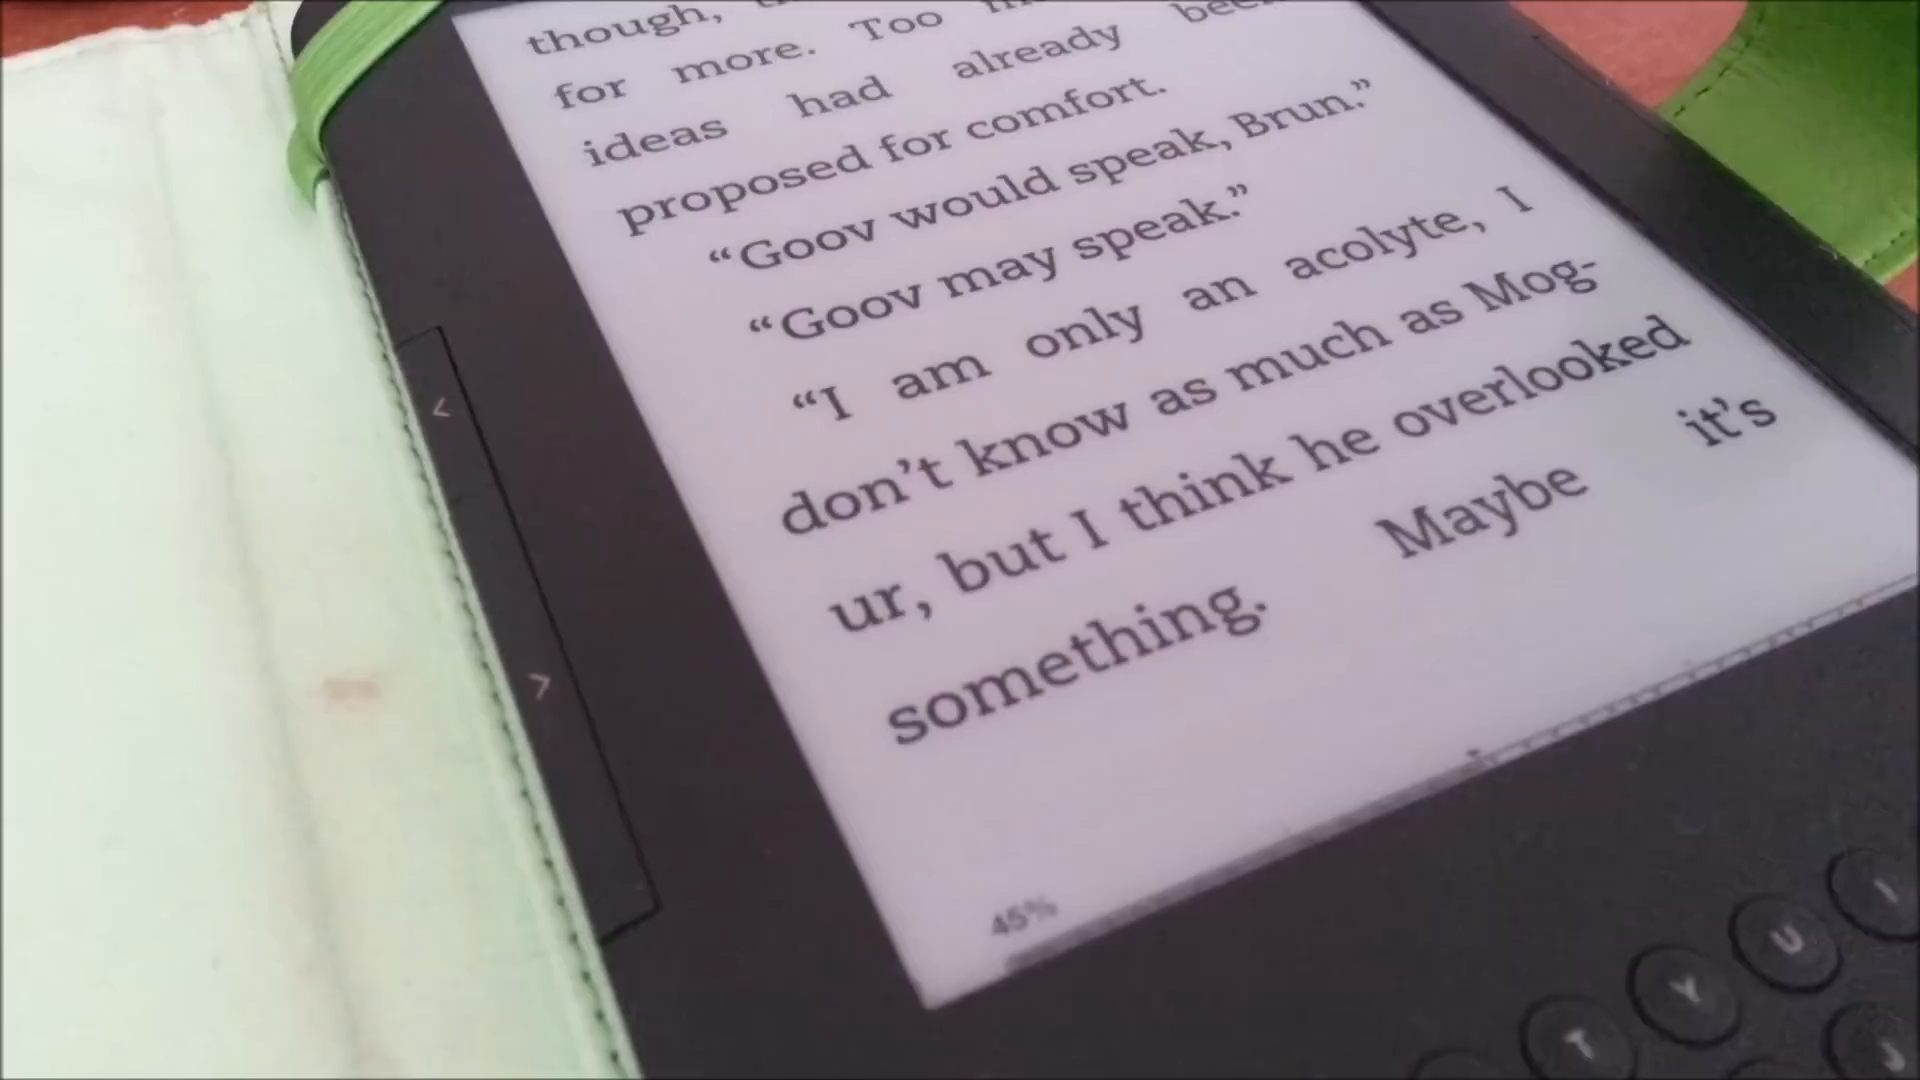 though,
for more. Too
ideas had already
proposed for comfort.
“Goov would speak, Brun.”
“Goov may speak.”
“I am only an acolyte, I
don’t know as much as Mog-
ur, but I think he overlooked
something. Maybe it’s
45%
<
>
U
Y
T
J